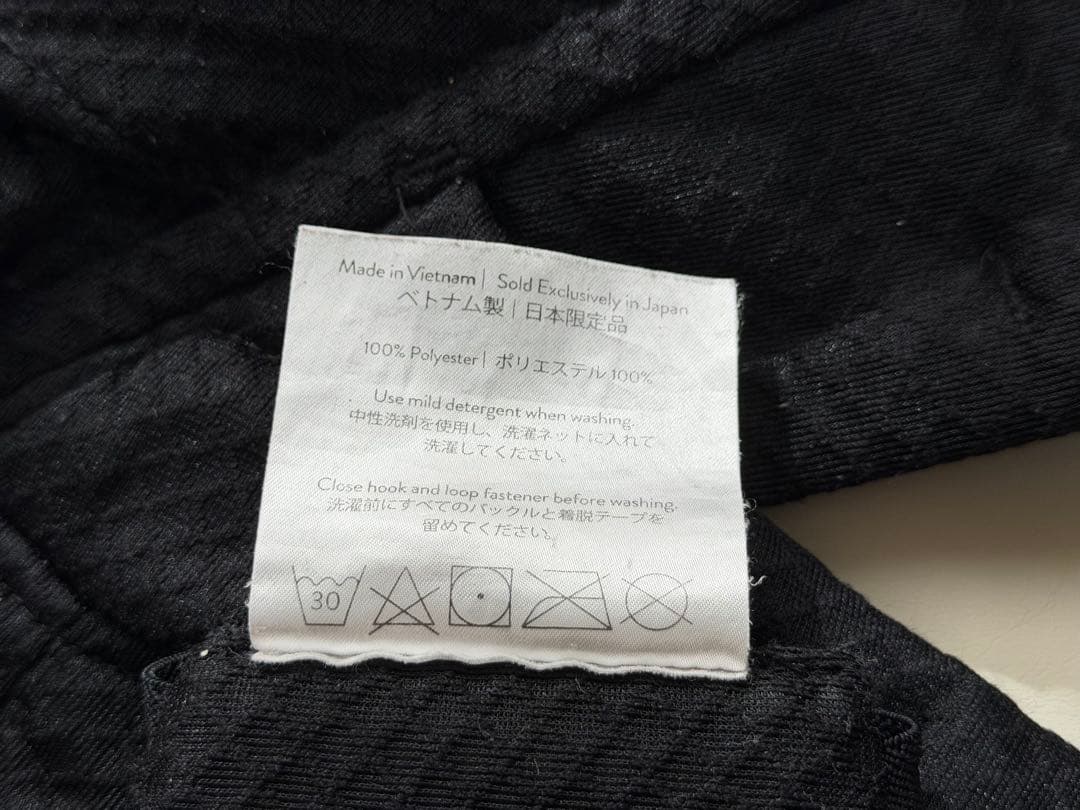 Made in Vietnam | Sold Exclusively in Japan
ベトナム製 | 日本限定品
100% Polyester | ポリエステル 100%
Use mild detergent when washing.
中性洗剤を使用し、洗濯ネットに入れて
洗濯してください。
Close hook and loop fastener before washing.
洗濯前にすべてのバックルと着脱テープを
留めてください。
30